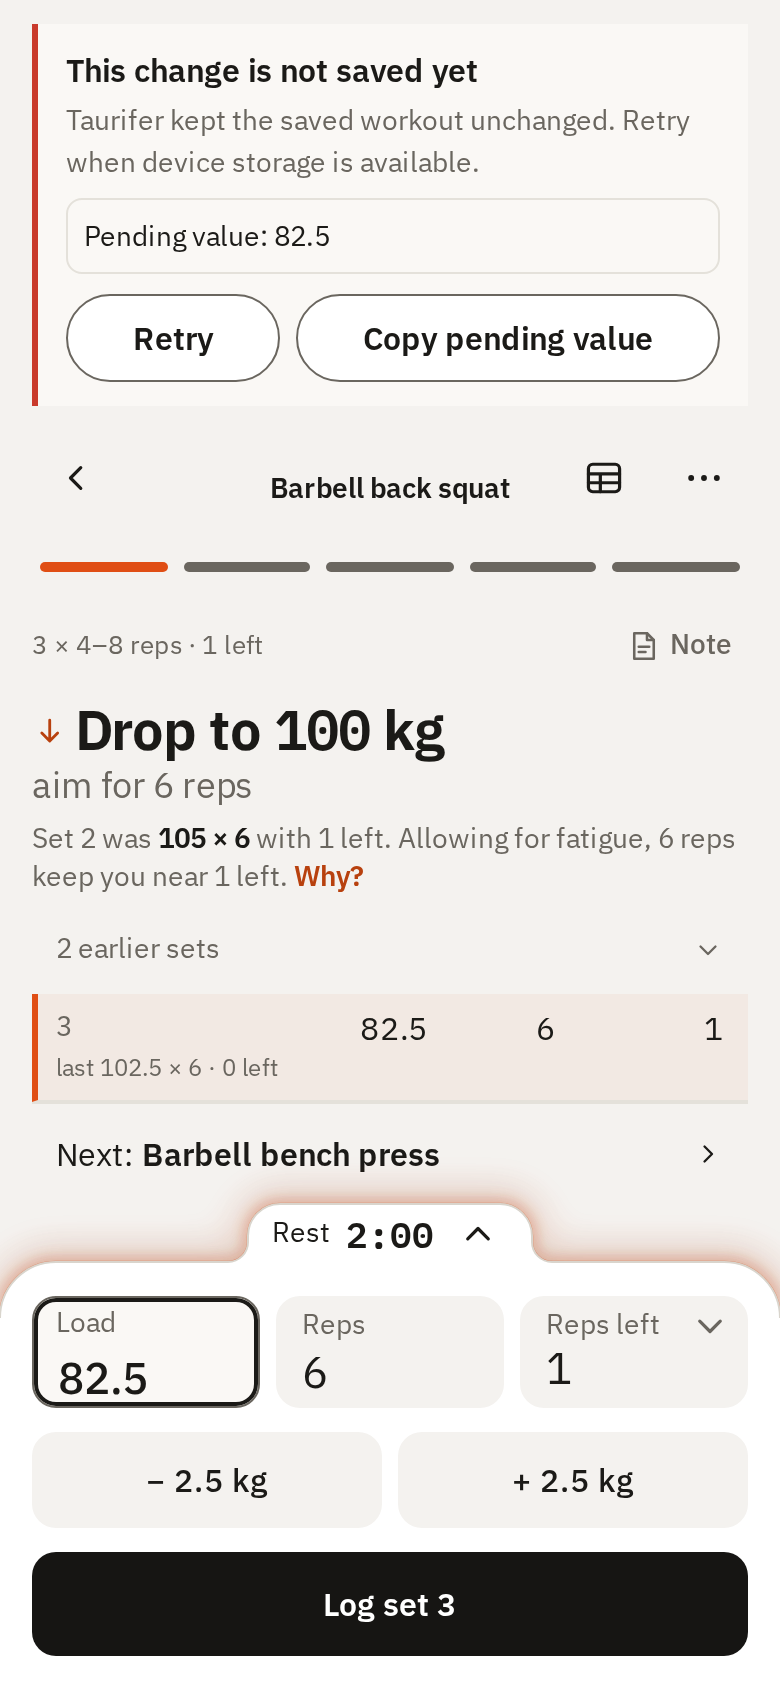 This change is not saved yet
Taurifer kept the saved workout unchanged. Retry
when device storage is available.
Pending value: 82.5
Retry
Copy pending value
Barbell back squat
3 × 4–8 reps · 1 left
Note
Drop to 100 kg
aim for 6 reps
Set 2 was 105 × 6 with 1 left. Allowing for fatigue, 6 reps
keep you near 1 left. Why?
2 earlier sets
3 82.5 6 1
last 102.5 × 6 · 0 left
Next: Barbell bench press
Rest 2:00
Load Reps Reps left
82.5 6 1
− 2.5 kg + 2.5 kg
Log set 3